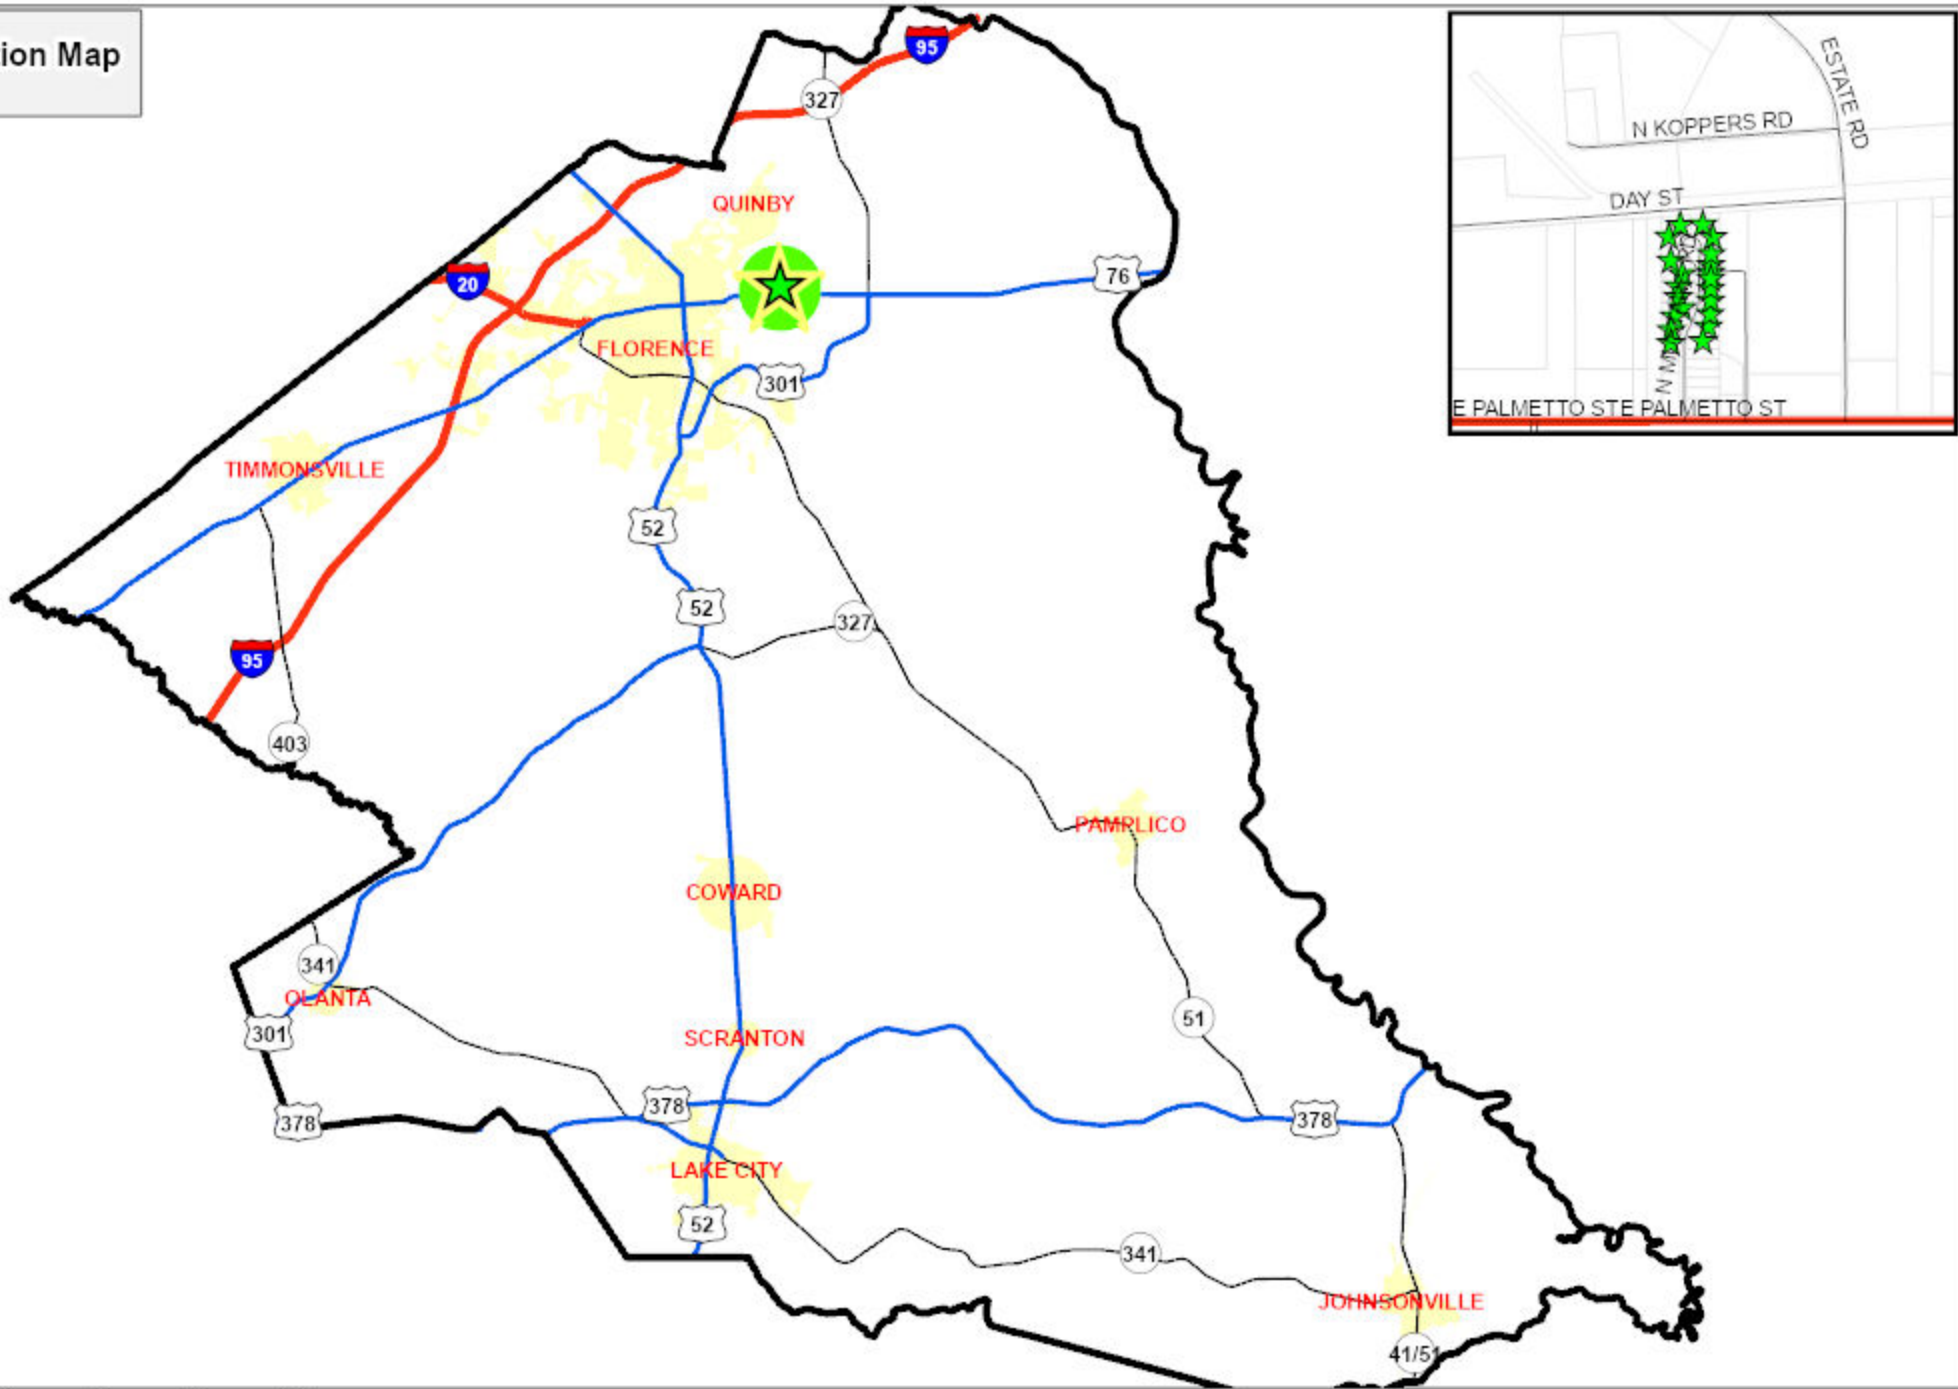 ion Map
95
327
QUINBY
20
76
FLORENCE
301
TIMMONSVILLE
52
52
327
95
403
PAMPLICO
COWARD
341
OLANTA
301
51
SCRANTON
378
378
378
LAKE CITY
52
341
JOHNSONVILLE
41/51
ESTATE RD
N KOPPERS RD
DAY ST
N M
E PALMETTO STE PALMETTO ST